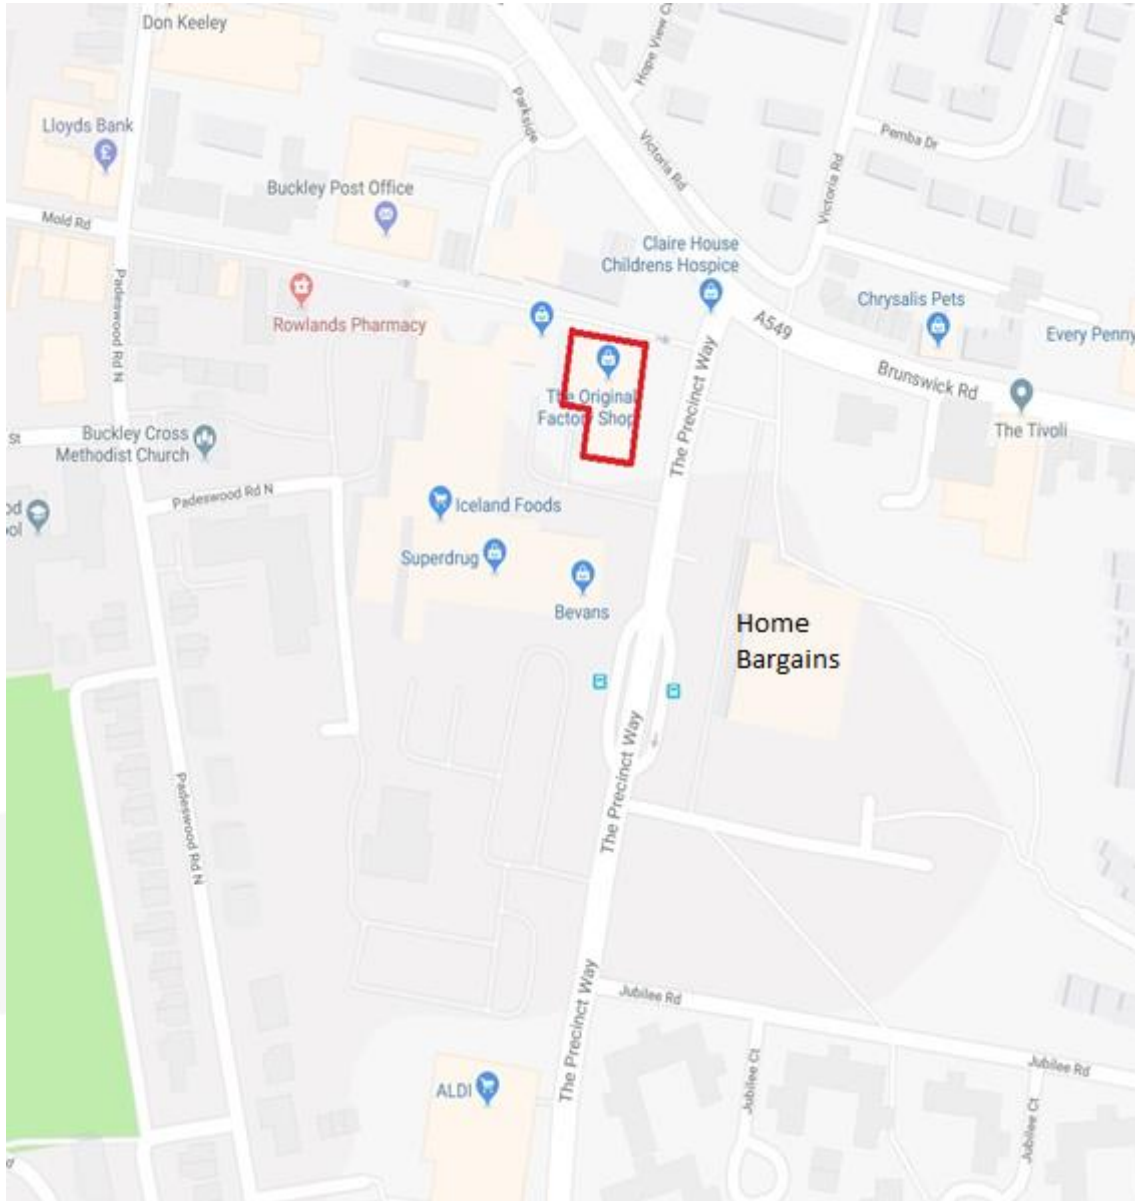 Don Keeley
Hope View C
Parkside
Lloyds Bank
Victoria Rd
Pemba Dr
Buckley Post Office
Victoria Rd
Mold Rd
Claire House
Childrens Hospice
Padeswood Rd N
Rowlands Pharmacy
Chrysalis Pets
A549
Every Penny
The Precinct Way
Brunswick Rd
The Original
Factory Shop
The Tivoli
St
Buckley Cross
Methodist Church
Padeswood Rd N
Iceland Foods
od
ol
Superdrug
Bevans
Home
Bargains
The Precinct Way
Padeswood Rd N
The Precinct Way
Jubilee Rd
Jubilee Rd
ALDI
Jubilee Ct
Jubilee Ct